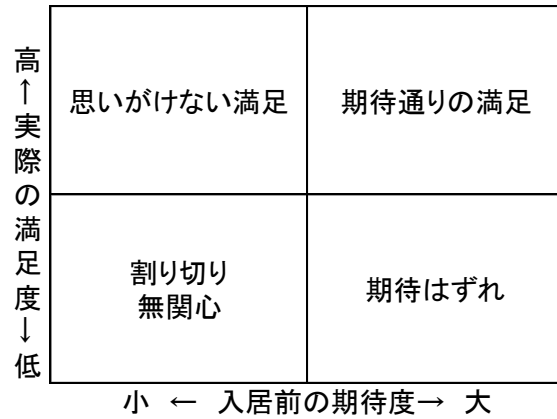 高↑実際の満足度↓低
思いがけない満足
期待通りの満足
割り切り
無関心
期待はずれ
小 ← 入居前の期待度→ 大